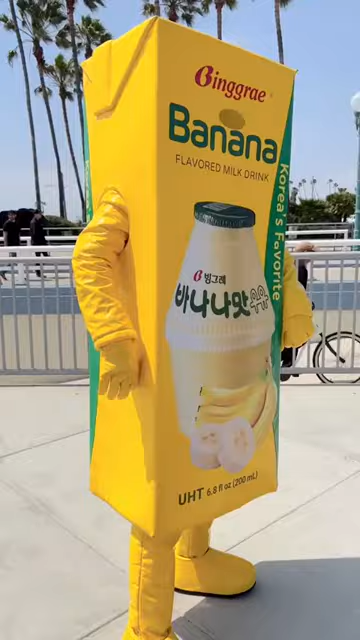 Binggrae
Banana
FLAVORED MILK DRINK
Korea's Favorite
빙그레
바나나맛우유
UHT 6.8 fl oz (200 mL)